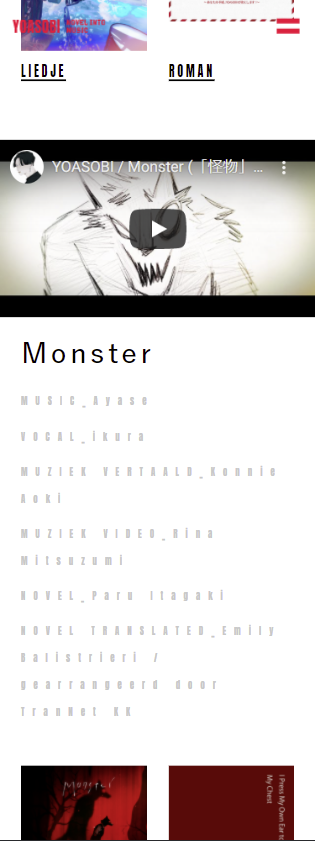 YOASOBI NOVEL INTO MUSIC
LIEDJE
ROMAN
YOASOBI / Monster (「怪物」 ...
Monster
MUSIC_Ayase
VOCAL_ikura
MUZIEK VERTAALD_Konnie
Aoki
MUZIEK VIDEO_Rina
Mitsuzumi
NOVEL_Paru Itagaki
NOVEL TRANSLATED_Emily
Balistrieri /
gearrangeerd door
TranNet KK
Monster
I Press My Own Ear to
My Chest